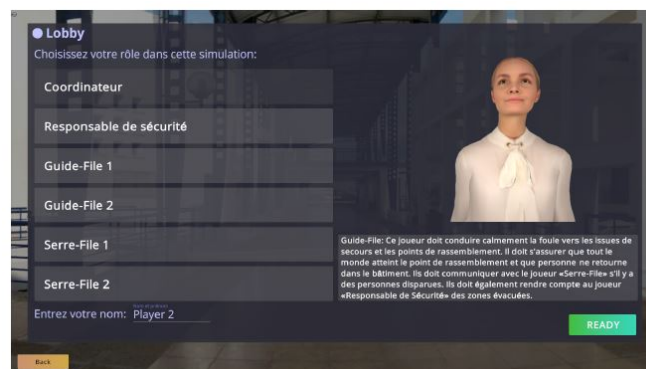 Lobby
Choisissez votre rôle dans cette simulation:
Coordinateur
Responsable de sécurité
Guide-File 1
Guide-File 2
Serre-File 1
Serre-File 2
Entrez votre nom: Player 2
Guide-File: Ce joueur doit conduire calmement la foule vers les issues de
secours et les points de rassemblement. Il doit s'assurer que tout le
monde atteint le point de rassemblement et que personne ne retourne
dans le bâtiment. Ils doit communiquer avec le joueur «Serre-File» s'il y a
des personnes disparues. Ils doit également rendre compte au joueur
«Responsable de Sécurité» des zones évacuées.
READY
Back